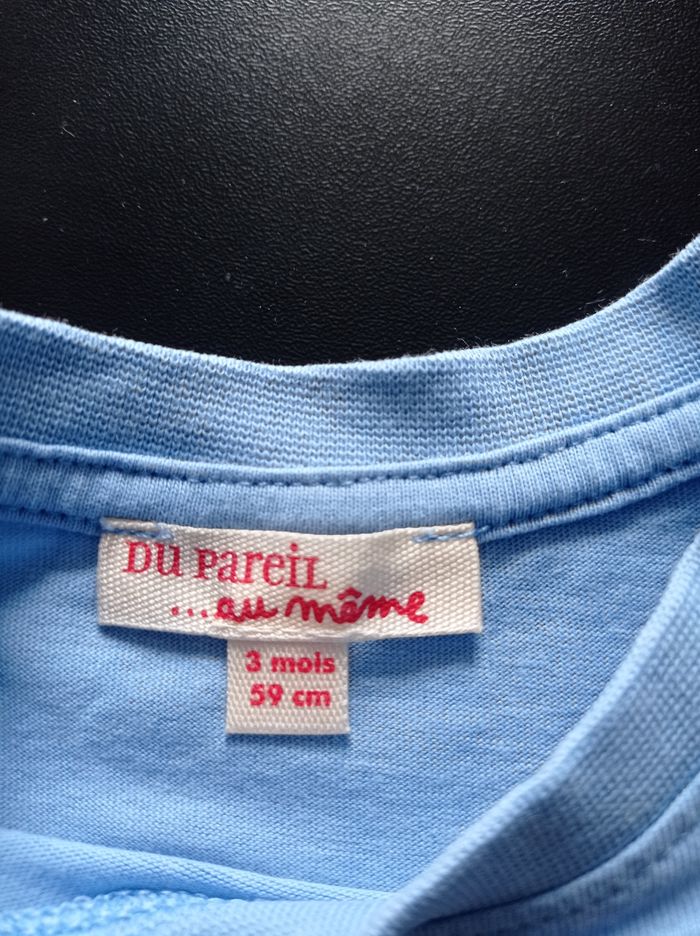 Du Pareil
...au même
3 mois
59 cm